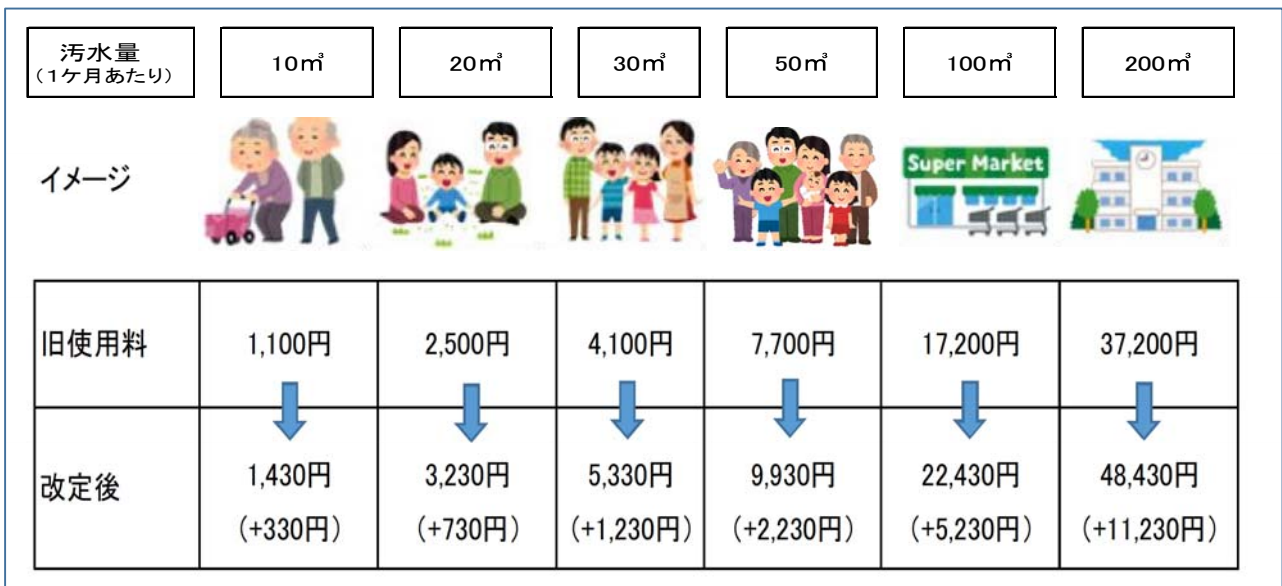 汚水量
(1ケ月あたり)
10㎥
20㎥
30㎥
50㎥
100㎥
200㎥
イメージ
Super Market
旧使用料
1,100円
2,500円
4,100円
7,700円
17,200円
37,200円
改定後
1,430円
(+330円)
3,230円
(+730円)
5,330円
(+1,230円)
9,930円
(+2,230円)
22,430円
(+5,230円)
48,430円
(+11,230円)